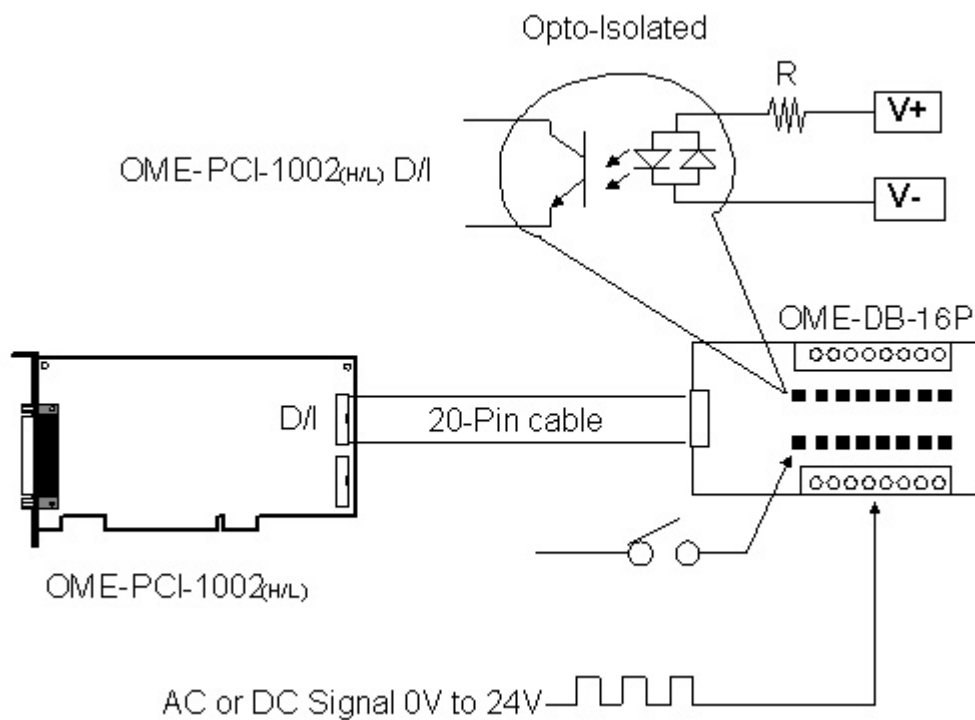 Opto-Isolated
R
V+
OME-PCI-1002(H/L) D/I
V-
OME-DB-16P
D/I
20-Pin cable
OME-PCI-1002(H/L)
AC or DC Signal 0V to 24V